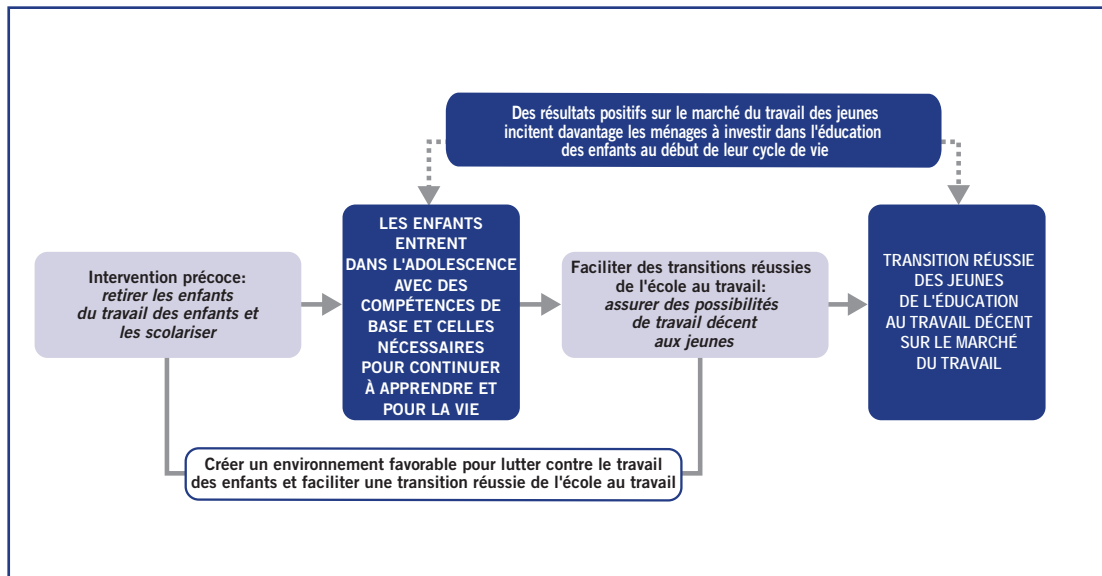 Des résultats positifs sur le marché du travail des jeunes
incitent davantage les ménages à investir dans l'éducation
des enfants au début de leur cycle de vie
Intervention précoce:
retirer les enfants
du travail des enfants et
les scolariser
LES ENFANTS
ENTRENT
DANS L'ADOLESCENCE
AVEC DES
COMPÉTENCES DE
BASE ET CELLES
NÉCESSAIRES
POUR CONTINUER
À APPRENDRE ET
POUR LA VIE
Faciliter des transitions réussies
de l'école au travail:
assurer des possibilités
de travail décent
aux jeunes
TRANSITION RÉUSSIE
DES JEUNES
DE L'ÉDUCATION
AU TRAVAIL DÉCENT
SUR LE MARCHÉ
DU TRAVAIL
Créer un environnement favorable pour lutter contre le travail
des enfants et faciliter une transition réussie de l'école au travail